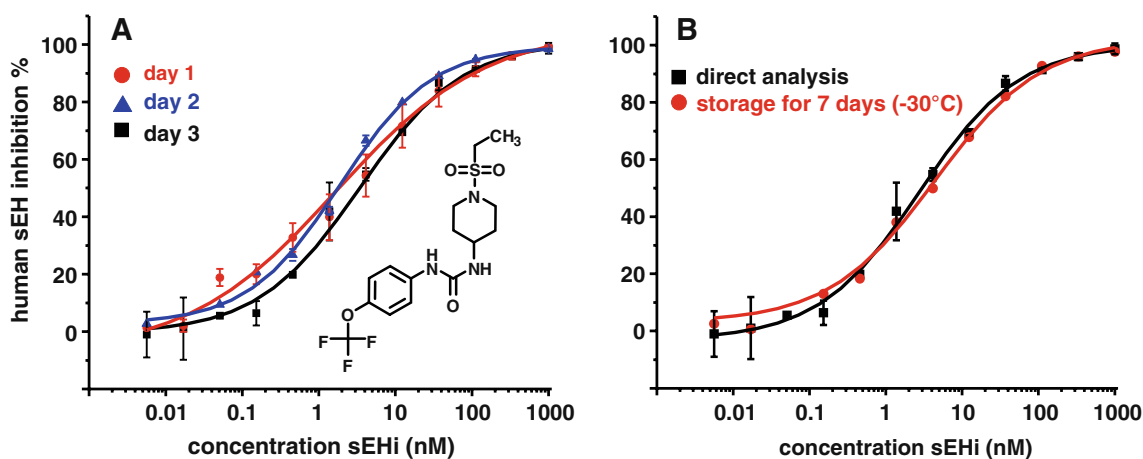 A
day 1
day 2
day 3
human sEH inhibition %
100
80
60
40
20
0
0.01 0.1 1 10 100 1000
concentration sEHi (nM)
CH3
O=S=O
N
NH NH
O
O
F F
F
B
direct analysis
storage for 7 days (-30°C)
100
80
60
40
20
0
0.01 0.1 1 10 100 1000
concentration sEHi (nM)